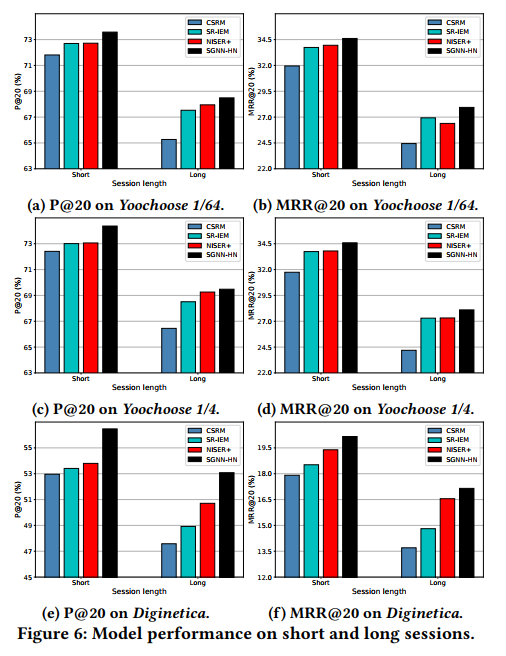 73
71
69
67
65
63
P@20 (%)
CSRM
SR-IEM
NISER+
SGNN-HN
Short
Long
Session length
34.5
32.0
29.5
27.0
24.5
22.0
MRR@20 (%)
CSRM
SR-IEM
NISER+
SGNN-HN
Short
Long
Session length
(a) P@20 on Yoochoose 1/64.
(b) MRR@20 on Yoochoose 1/64.
73
71
69
67
65
63
P@20 (%)
CSRM
SR-IEM
NISER+
SGNN-HN
Short
Long
Session length
34.5
32.0
29.5
27.0
24.5
22.0
MRR@20 (%)
CSRM
SR-IEM
NISER+
SGNN-HN
Short
Long
Session length
(c) P@20 on Yoochoose 1/4.
(d) MRR@20 on Yoochoose 1/4.
55
53
51
49
47
45
P@20 (%)
CSRM
SR-IEM
NISER+
SGNN-HN
Short
Long
Session length
19.5
18.0
16.5
15.0
13.5
12.0
MRR@20 (%)
CSRM
SR-IEM
NISER+
SGNN-HN
Short
Long
Session length
(e) P@20 on Diginetica.
(f) MRR@20 on Diginetica.
Figure 6: Model performance on short and long sessions.